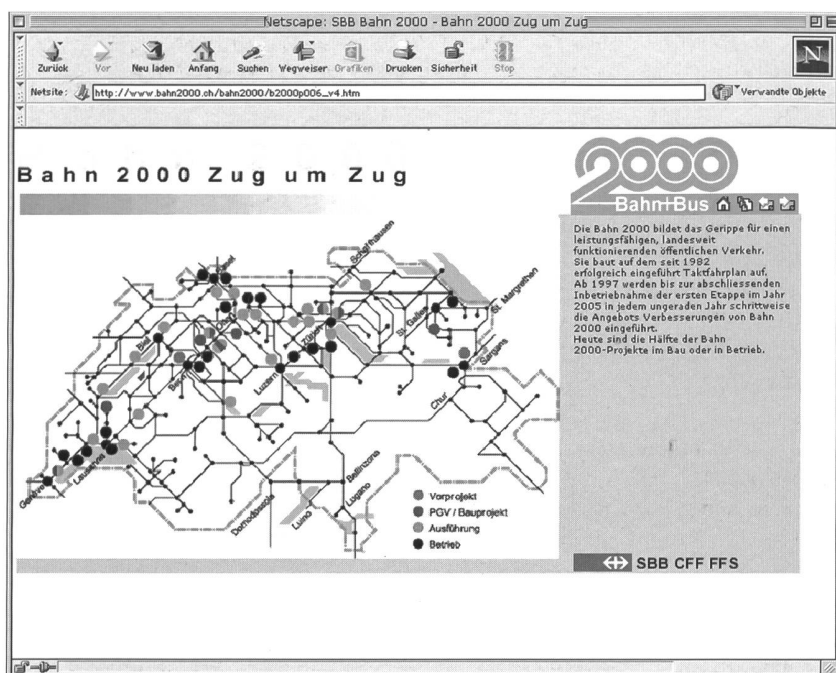 Netscape: SBB Bahn 2000 - Bahn 2000 Zug um Zug
Zurück Vor Neu laden Anfang Suchen Wegweiser Grafiken Drucken Sicherheit Stop
N
Netsite: http://www.bahn2000.ch/bahn2000/b2000p006_v4.htm Verwandte Objekte
Bahn 2000 Zug um Zug
2000
Bahn+Bus
Die Bahn 2000 bildet das Gerippe für einen
leistungsfähigen, landesweit
funktionierenden öffentlichen Verkehr.
Sie baut auf dem seit 1982
erfolgreich eingeführt Taktfahrplan auf.
Ab 1997 werden bis zur abschliessenden
Inbetriebnahme der ersten Etappe im Jahr
2005 in jedem ungeraden Jahr schrittweise
die Angebots Verbesserungen von Bahn
2000 eingeführt.
Heute sind die Hälfte der Bahn
2000-Projekte im Bau oder in Betrieb.
Schaffhausen
Basel
Olten
Biel
Zürich
St. Gallen
St. Margrethen
Bern
Luzern
Sargans
Chur
Lausanne
Genève
Domodossola
Luino
Lugano
Bellinzona
Vorprojekt
PGV / Bauprojekt
Ausführung
Betrieb
SBB CFF FFS